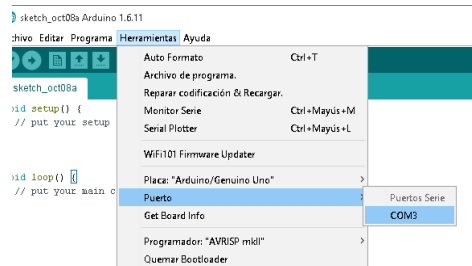 sketch_oct08a Arduino 1.6.11
chivo Editar Programa Herramientas Ayuda
sketch_oct08a
oid setup() {
// put your setup
oid loop() {
// put your main c
Auto Formato Ctrl+T
Archivo de programa.
Reparar codificación & Recargar.
Monitor Serie Ctrl+Mayús+M
Serial Plotter Ctrl+Mayús+L
WiFi101 Firmware Updater
Placa: "Arduino/Genuino Uno"
Puerto
Get Board Info
Programador: "AVRISP mkII"
Quemar Bootloader
Puertos Serie
COM3